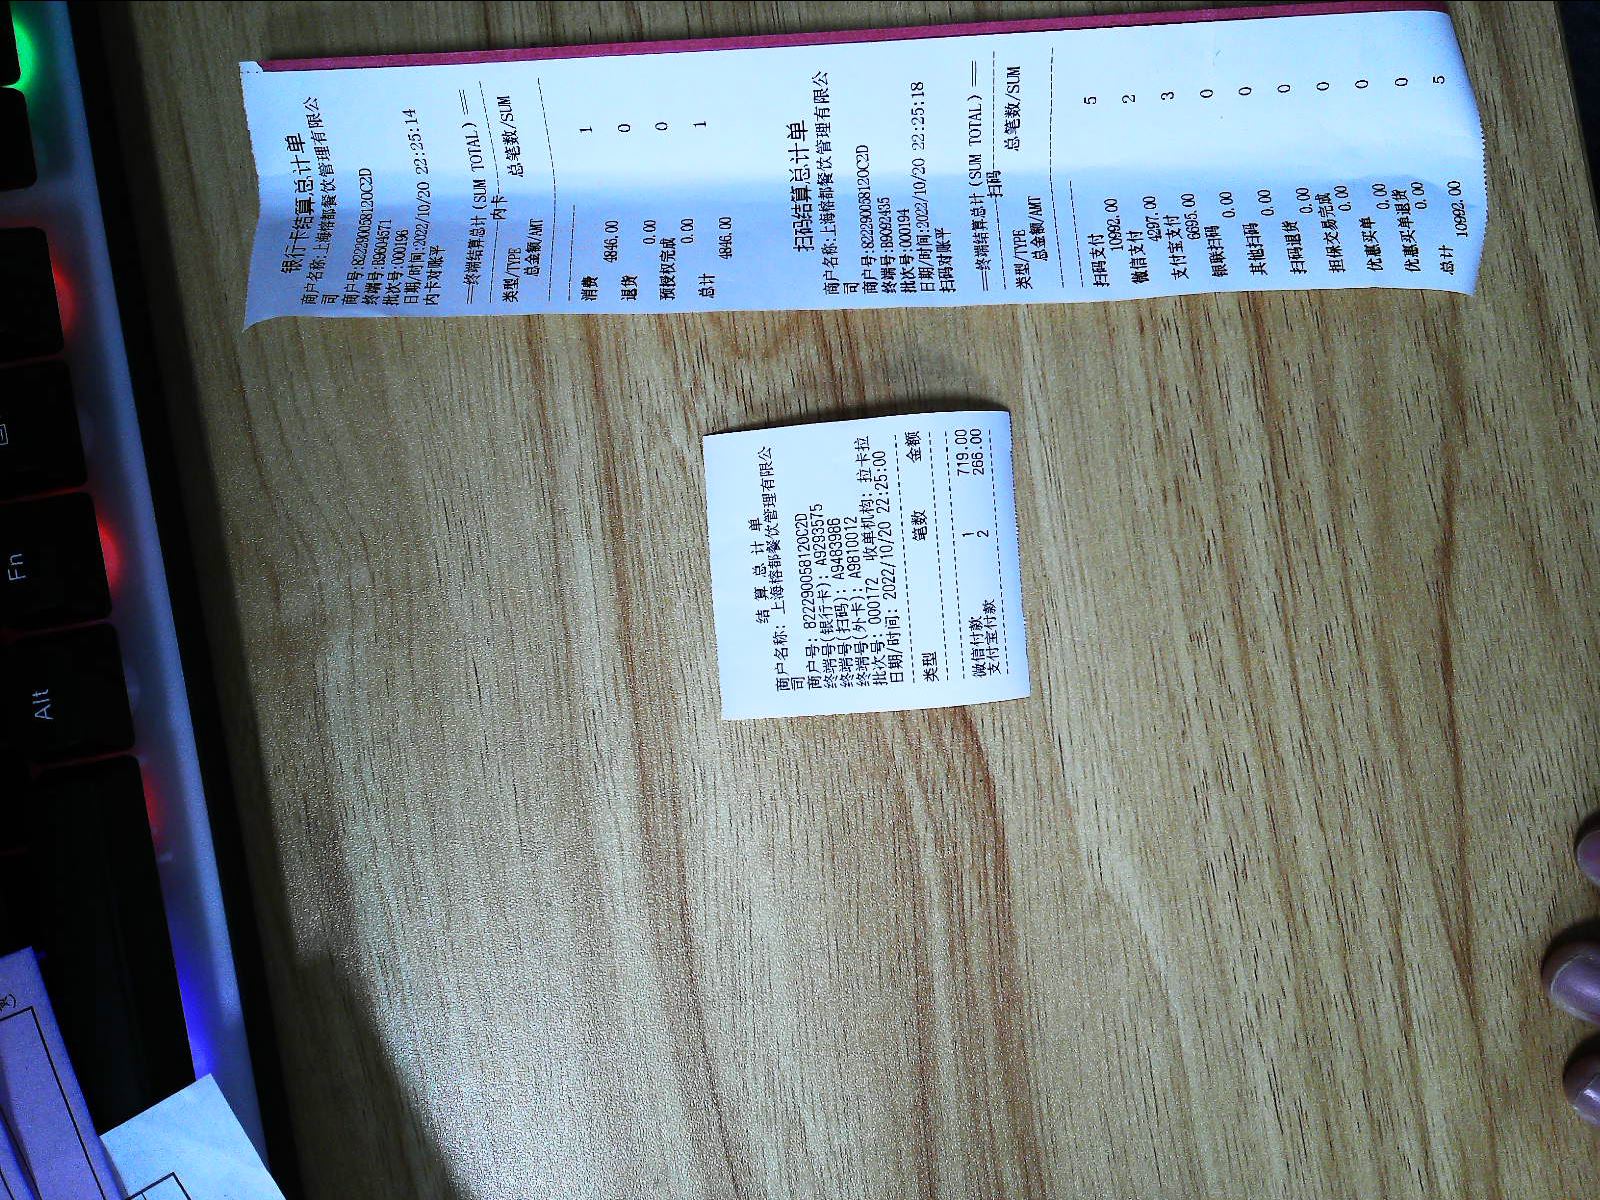 银行卡结算总计单
商户名称:上海榕都餐饮管理有限公
司
商户号:822290058120C2D
终端号:B9004571
批次号:000196
日期/时间:2022/10/20 22:25:14
内卡对账平
==终端结算总计(SUM TOTAL)==
内卡
类型/TYPE 总笔数/SUM
总金额/AMT
消费 1
4846.00
退货 0
0.00
预授权完成 0
0.00
总计 1
4846.00
扫码结算总计单
商户名称:上海榕都餐饮管理有限公
司
商户号:822290058120C2D
终端号:B9092435
批次号:000194
日期/时间:2022/10/20 22:25:18
扫码对账平
==终端结算总计(SUM TOTAL)==
扫码
类型/TYPE 总笔数/SUM
总金额/AMT
扫码支付 5
10992.00
微信支付 2
4297.00
支付宝支付 3
6695.00
银联扫码 0
0.00
其他扫码 0
0.00
扫码退货 0
0.00
担保交易完成 0
0.00
优惠买单 0
0.00
优惠买单退货 0
0.00
总计 5
10992.00
结 算 总 计 单
商户名称: 上海榕都餐饮管理有限公
司
商户号: 822290058120C2D
终端号(银行卡): A9293575
终端号(扫码): A9483986
终端号(外卡): A9810012
批次号: 000172 收单机构: 拉卡拉
日期/时间: 2022/10/20 22:25:00
类型 笔数 金额
微信付款 1 719.00
支付宝付款 2 266.00
Fn
Alt